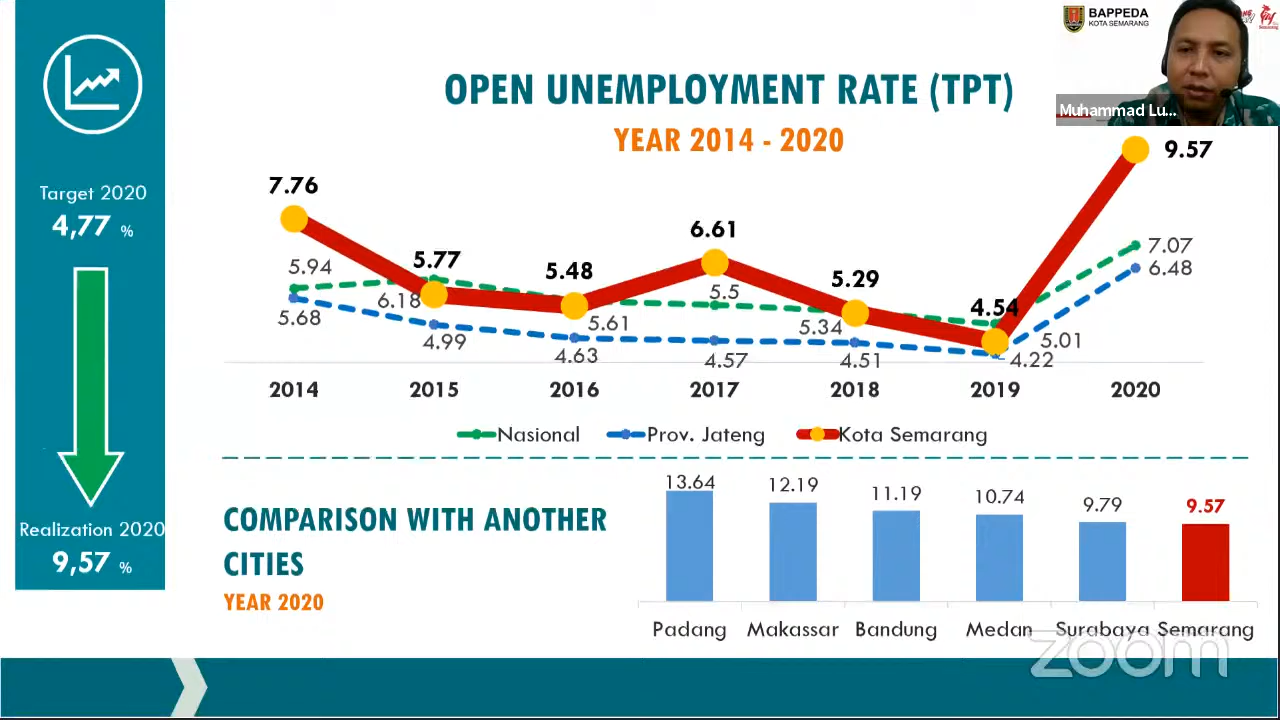 BAPPEDA
KOTA SEMARANG
Semarang
Muhammad Lu...
OPEN UNEMPLOYMENT RATE (TPT)
YEAR 2014 - 2020
Target 2020
4,77 %
Realization 2020
9,57 %
7.76
5.77
5.48
6.61
5.29
4.54
9.57
5.94
6.18
5.61
5.5
5.34
5.01
7.07
5.68
4.99
4.63
4.57
4.51
4.22
6.48
2014 2015 2016 2017 2018 2019 2020
Nasional Prov. Jateng Kota Semarang
COMPARISON WITH ANOTHER
CITIES
YEAR 2020
13.64 12.19 11.19 10.74 9.79 9.57
Padang Makassar Bandung Medan Surabaya Semarang
zoom